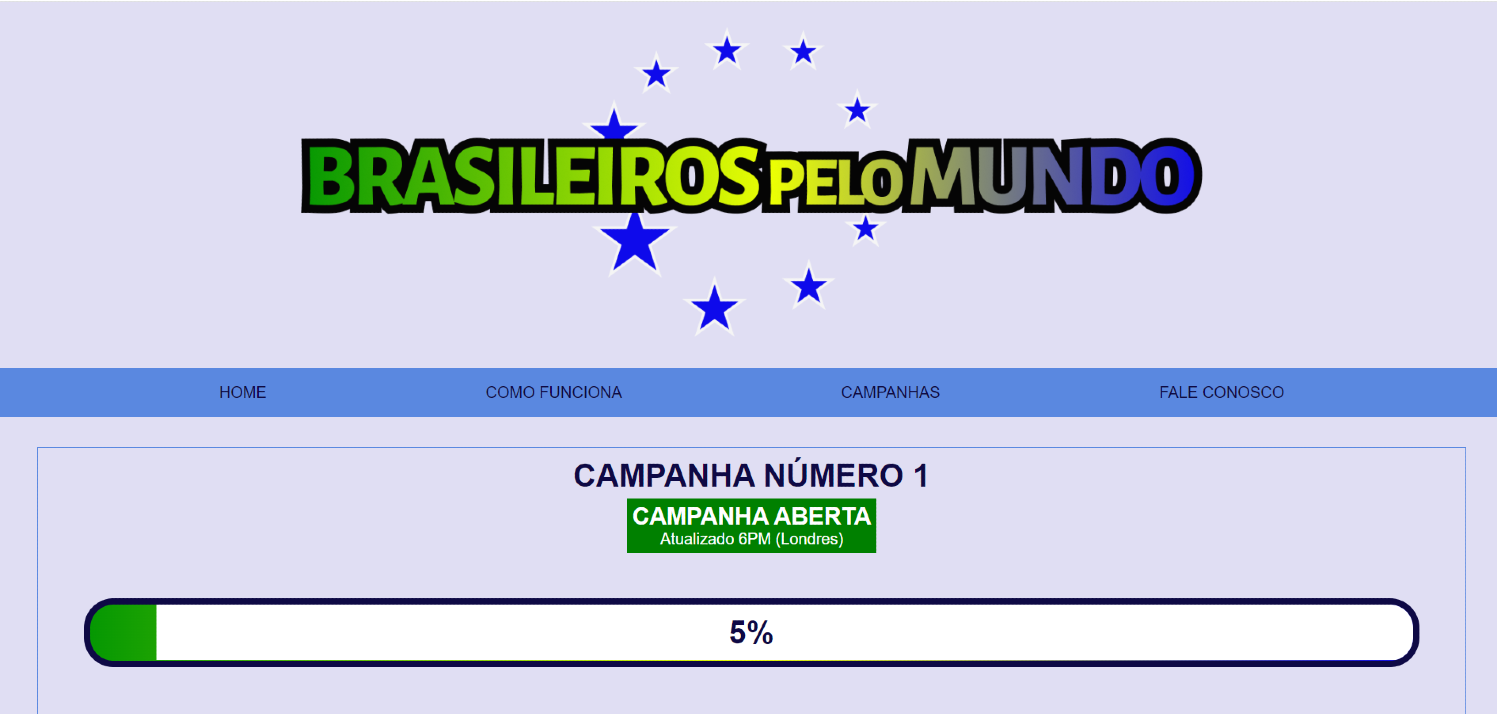 BRASILEIROS PELO MUNDO
HOME
COMO FUNCIONA
CAMPANHAS
FALE CONOSCO
CAMPANHA NÚMERO 1
CAMPANHA ABERTA
Atualizado 6PM (Londres)
5%